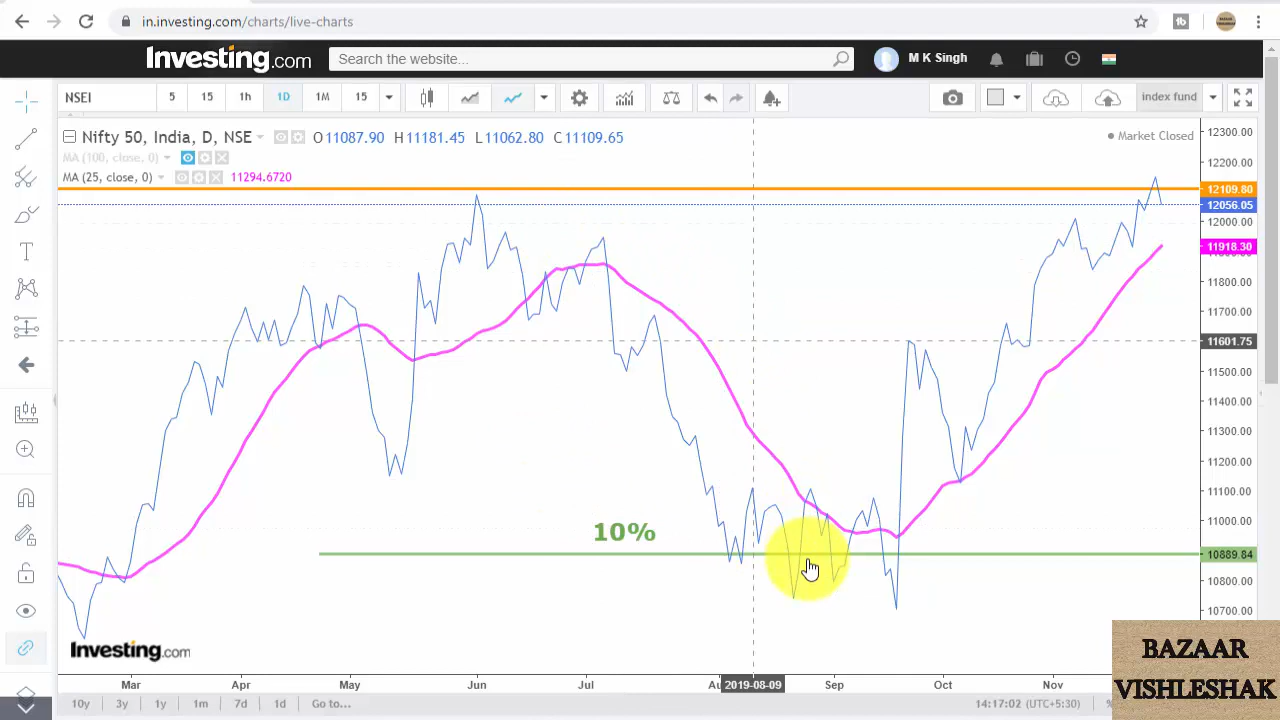 in.investing.com/charts/live-charts
Investing.com
Search the website...
M K Singh
NSEI
5
15
1h
1D
1M
15
index fund
Nifty 50, India, D, NSE
O11087.90 H11181.45 L11062.80 C11109.65
Market Closed
MA (100, close, 0)
MA (25, close, 0)
11294.6720
12300.00
12200.00
12109.80
12056.05
12000.00
11918.30
11800.00
11700.00
11601.75
11500.00
11400.00
11300.00
11200.00
11100.00
11000.00
10889.84
10800.00
10700.00
10%
Investing.com
BAZAAR
VISHLESHAK
Mar
Apr
May
Jun
Jul
2019-08-09
Sep
Oct
Nov
10y
3y
1y
1m
7d
1d
Go to...
14:17:02 (UTC+5:30)